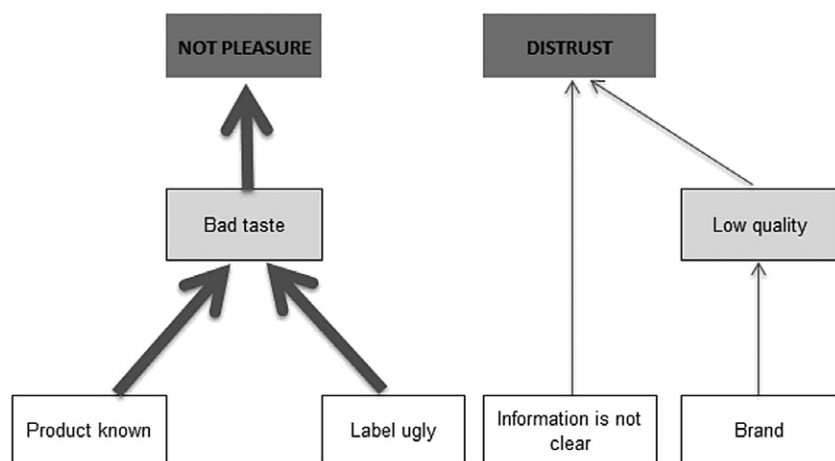 NOT PLEASURE
DISTRUST
Bad taste
Low quality
Product known
Label ugly
Information is not
clear
Brand